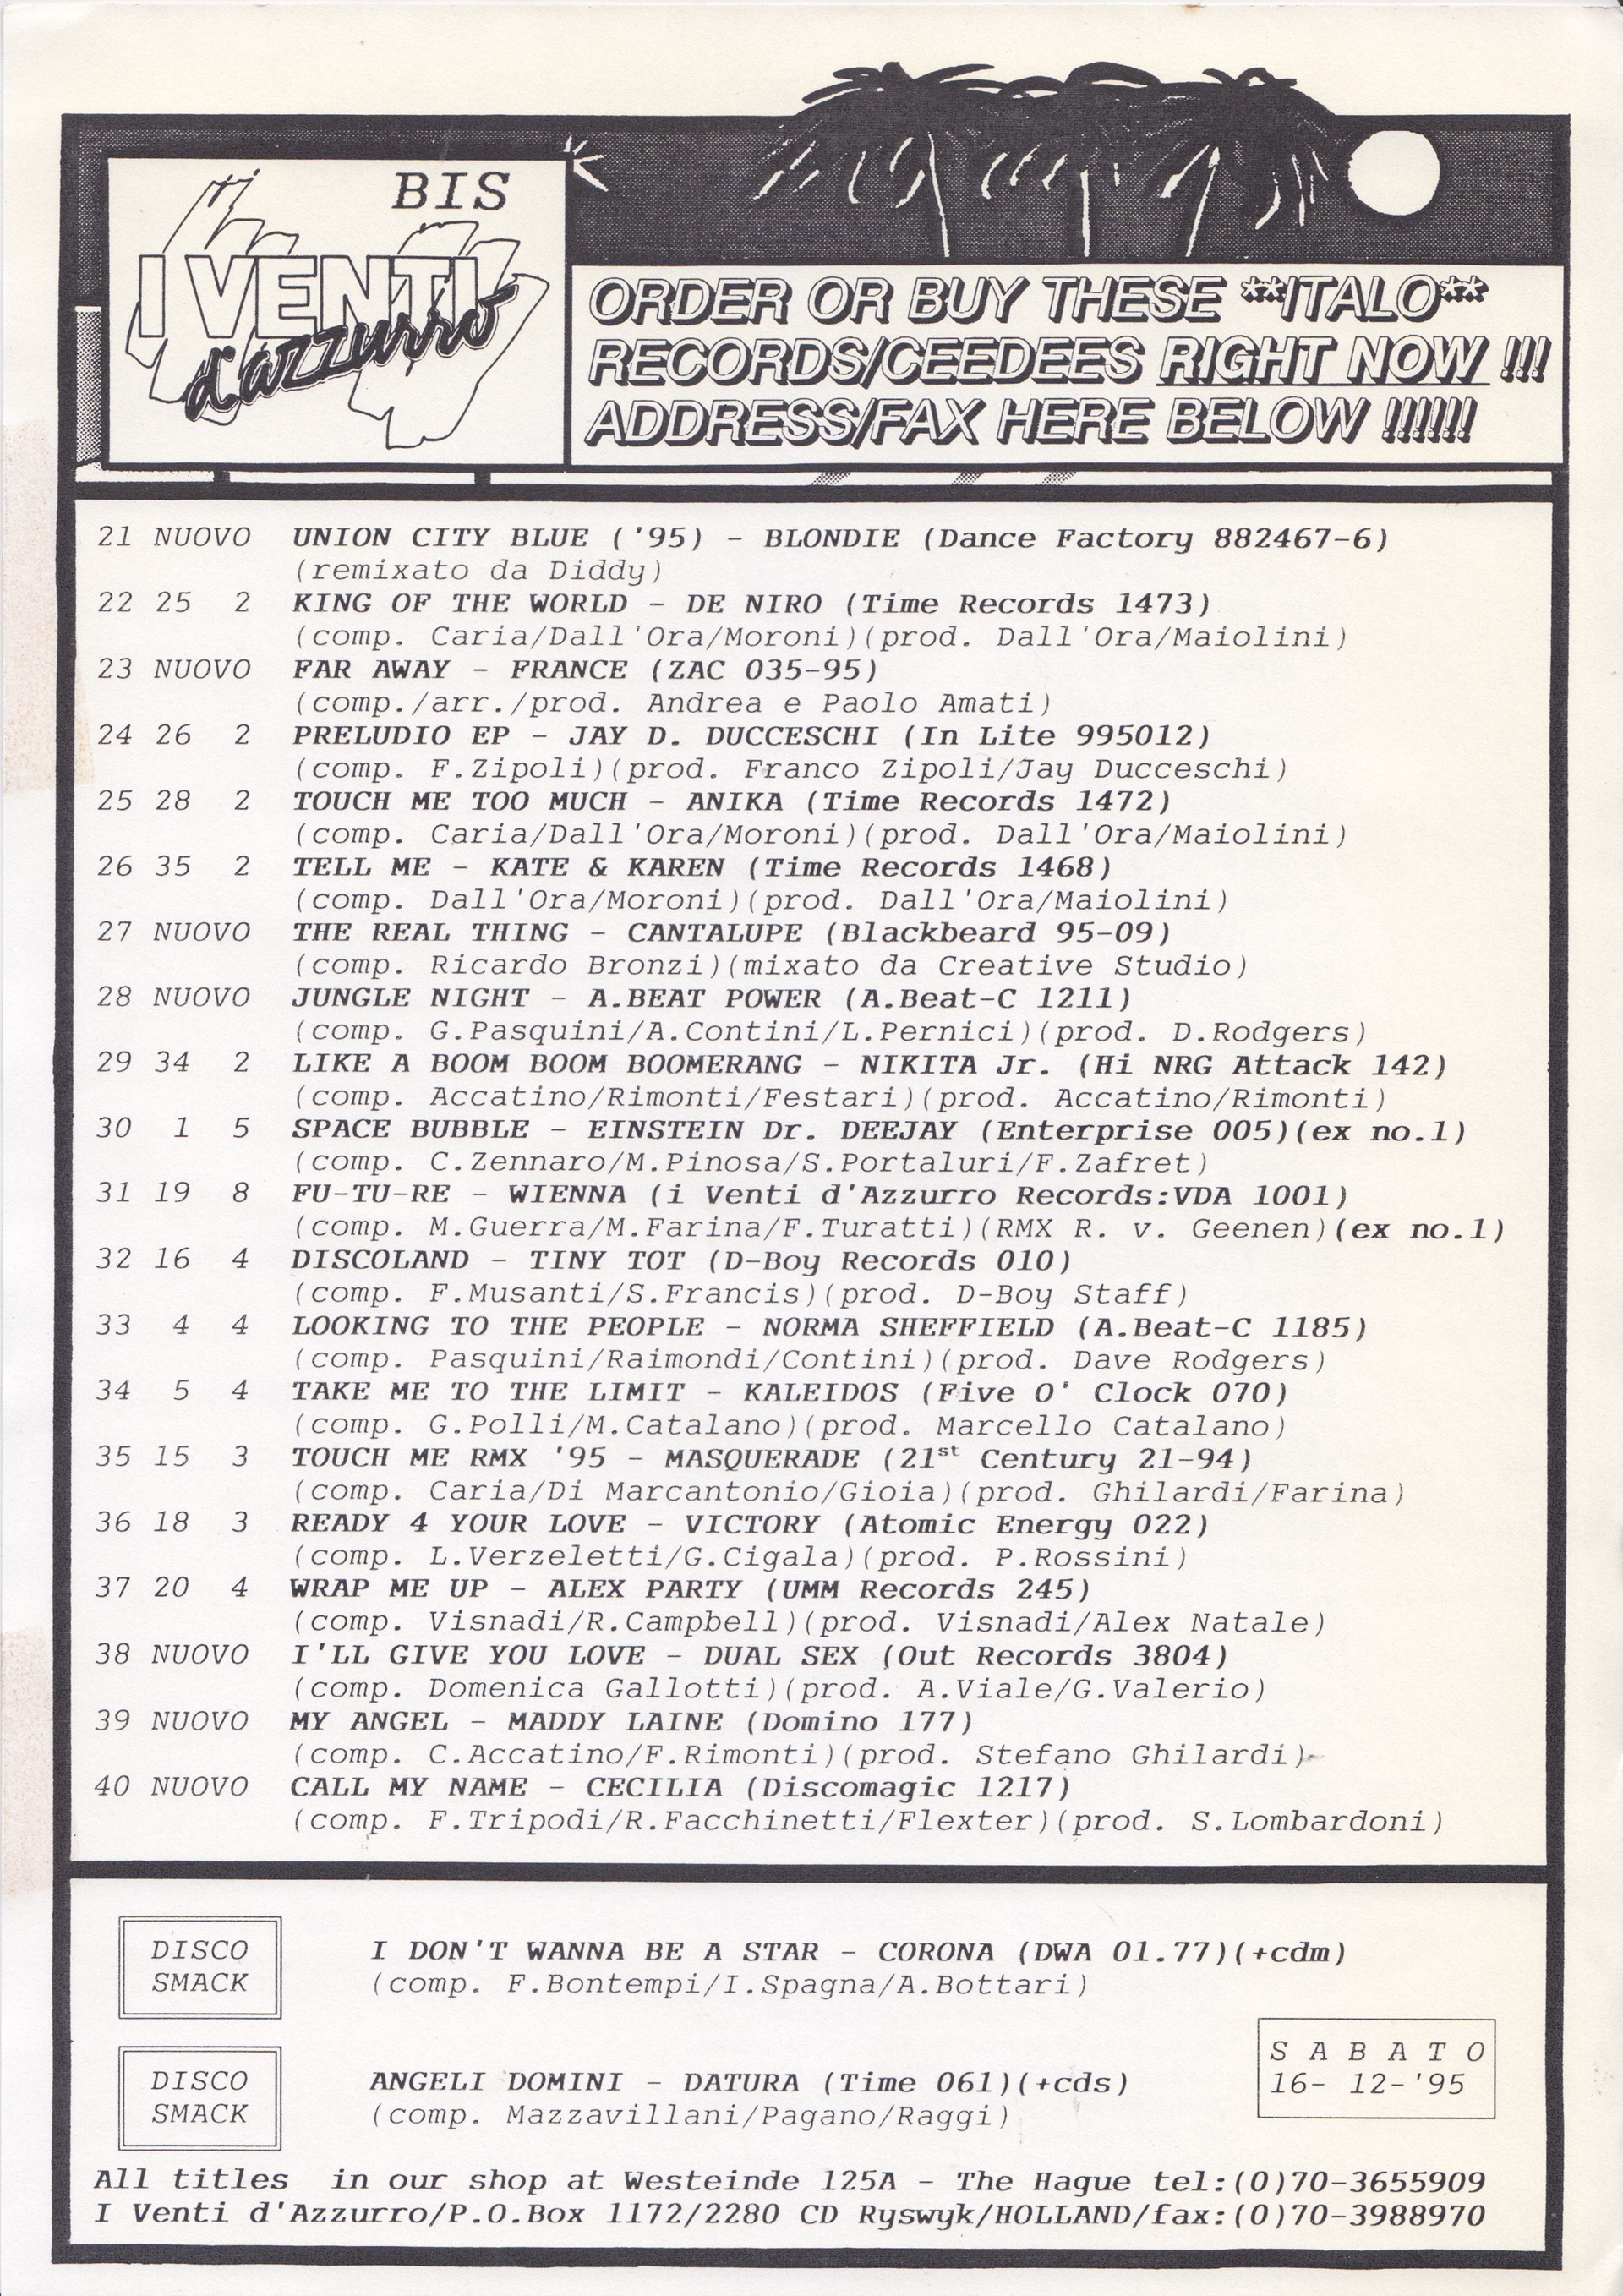 BIS
I VENTI
d'azzurro
ORDER OR BUY THESE **ITALO**
RECORDS/CEEDEES RIGHT NOW !!!
ADDRESS/FAX HERE BELOW !!!!!!
21 NUOVO UNION CITY BLUE ('95) - BLONDIE (Dance Factory 882467-6)
(remixato da Diddy)
22 25 2 KING OF THE WORLD - DE NIRO (Time Records 1473)
(comp. Caria/Dall'Ora/Moroni)(prod. Dall'Ora/Maiolini)
23 NUOVO FAR AWAY - FRANCE (ZAC 035-95)
(comp./arr./prod. Andrea e Paolo Amati)
24 26 2 PRELUDIO EP - JAY D. DUCCESCHI (In Lite 995012)
(comp. F.Zipoli)(prod. Franco Zipoli/Jay Ducceschi)
25 28 2 TOUCH ME TOO MUCH - ANIKA (Time Records 1472)
(comp. Caria/Dall'Ora/Moroni)(prod. Dall'Ora/Maiolini)
26 35 2 TELL ME - KATE & KAREN (Time Records 1468)
(comp. Dall'Ora/Moroni)(prod. Dall'Ora/Maiolini)
27 NUOVO THE REAL THING - CANTALUPE (Blackbeard 95-09)
(comp. Ricardo Bronzi)(mixato da Creative Studio)
28 NUOVO JUNGLE NIGHT - A.BEAT POWER (A.Beat-C 1211)
(comp. G.Pasquini/A.Contini/L.Pernici)(prod. D.Rodgers)
29 34 2 LIKE A BOOM BOOM BOOMERANG - NIKITA Jr. (Hi NRG Attack 142)
(comp. Accatino/Rimonti/Festari)(prod. Accatino/Rimonti)
30 1 5 SPACE BUBBLE - EINSTEIN Dr. DEEJAY (Enterprise 005)(ex no.1)
(comp. C.Zennaro/M.Pinosa/S.Portaluri/F.Zafret)
31 19 8 FU-TU-RE - WIENNA (i Venti d'Azzurro Records:VDA 1001)
(comp. M.Guerra/M.Farina/F.Turatti)(RMX R. v. Geenen)(ex no.1)
32 16 4 DISCOLAND - TINY TOT (D-Boy Records 010)
(comp. F.Musanti/S.Francis)(prod. D-Boy Staff)
33 4 4 LOOKING TO THE PEOPLE - NORMA SHEFFIELD (A.Beat-C 1185)
(comp. Pasquini/Raimondi/Contini)(prod. Dave Rodgers)
34 5 4 TAKE ME TO THE LIMIT - KALEIDOS (Five O' Clock 070)
(comp. G.Polli/M.Catalano)(prod. Marcello Catalano)
35 15 3 TOUCH ME RMX '95 - MASQUERADE (21st Century 21-94)
(comp. Caria/Di Marcantonio/Gioia)(prod. Ghilardi/Farina)
36 18 3 READY 4 YOUR LOVE - VICTORY (Atomic Energy 022)
(comp. L.Verzeletti/G.Cigala)(prod. P.Rossini)
37 20 4 WRAP ME UP - ALEX PARTY (UMM Records 245)
(comp. Visnadi/R.Campbell)(prod. Visnadi/Alex Natale)
38 NUOVO I'LL GIVE YOU LOVE - DUAL SEX (Out Records 3804)
(comp. Domenica Gallotti)(prod. A.Viale/G.Valerio)
39 NUOVO MY ANGEL - MADDY LAINE (Domino 177)
(comp. C.Accatino/F.Rimonti)(prod. Stefano Ghilardi)
40 NUOVO CALL MY NAME - CECILIA (Discomagic 1217)
(comp. F.Tripodi/R.Facchinetti/Flexter)(prod. S.Lombardoni)
DISCO
SMACK
I DON'T WANNA BE A STAR - CORONA (DWA 01.77)(+cdm)
(comp. F.Bontempi/I.Spagna/A.Bottari)
DISCO
SMACK
ANGELI DOMINI - DATURA (Time 061)(+cds)
(comp. Mazzavillani/Pagano/Raggi)
S A B A T O
16- 12-'95
All titles in our shop at Westeinde 125A - The Hague tel:(0)70-3655909
I Venti d'Azzurro/P.O.Box 1172/2280 CD Ryswyk/HOLLAND/fax:(0)70-3988970